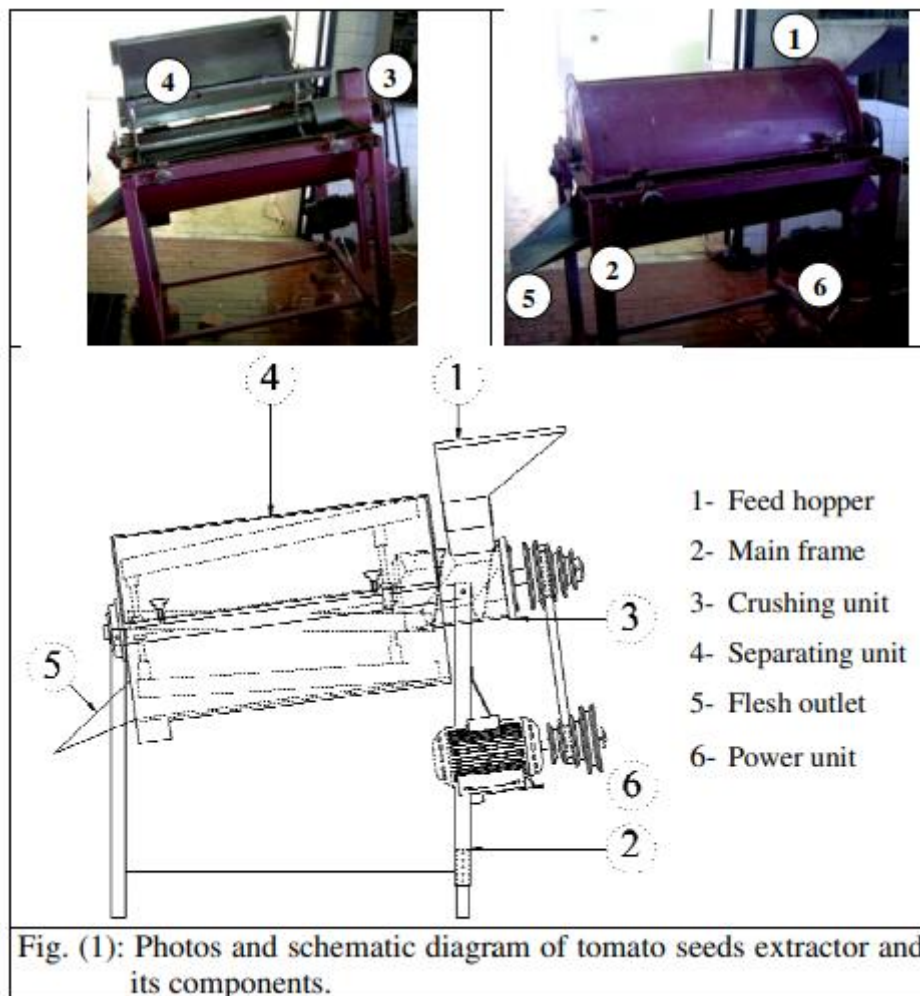 4
3
1
2
5
6
4
1
3
5
6
2
1- Feed hopper
2- Main frame
3- Crushing unit
4- Separating unit
5- Flesh outlet
6- Power unit
Fig. (1): Photos and schematic diagram of tomato seeds extractor and
its components.